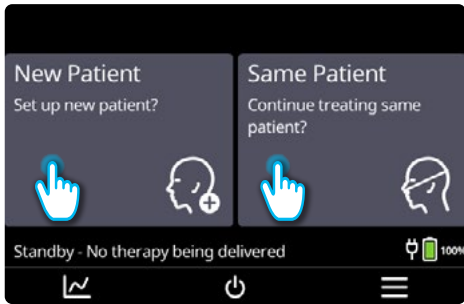 New Patient
Set up new patient?
Same Patient
Continue treating same
patient?
Standby - No therapy being delivered
100%